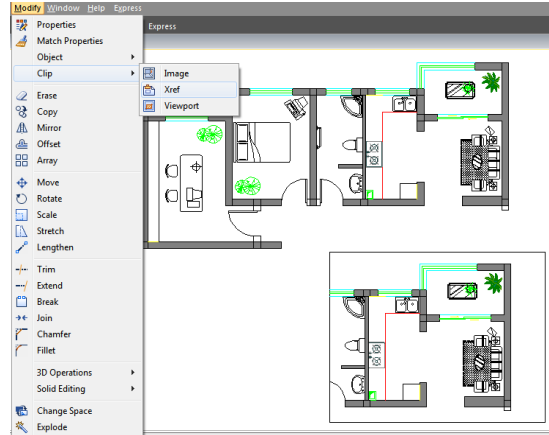 Modify Window Help Express
Properties
Match Properties
Express
Object
Clip
Image
Xref
Viewport
Erase
Copy
Mirror
Offset
Array
Move
Rotate
Scale
Stretch
Lengthen
Trim
Extend
Break
Join
Chamfer
Fillet
3D Operations
Solid Editing
Change Space
Explode